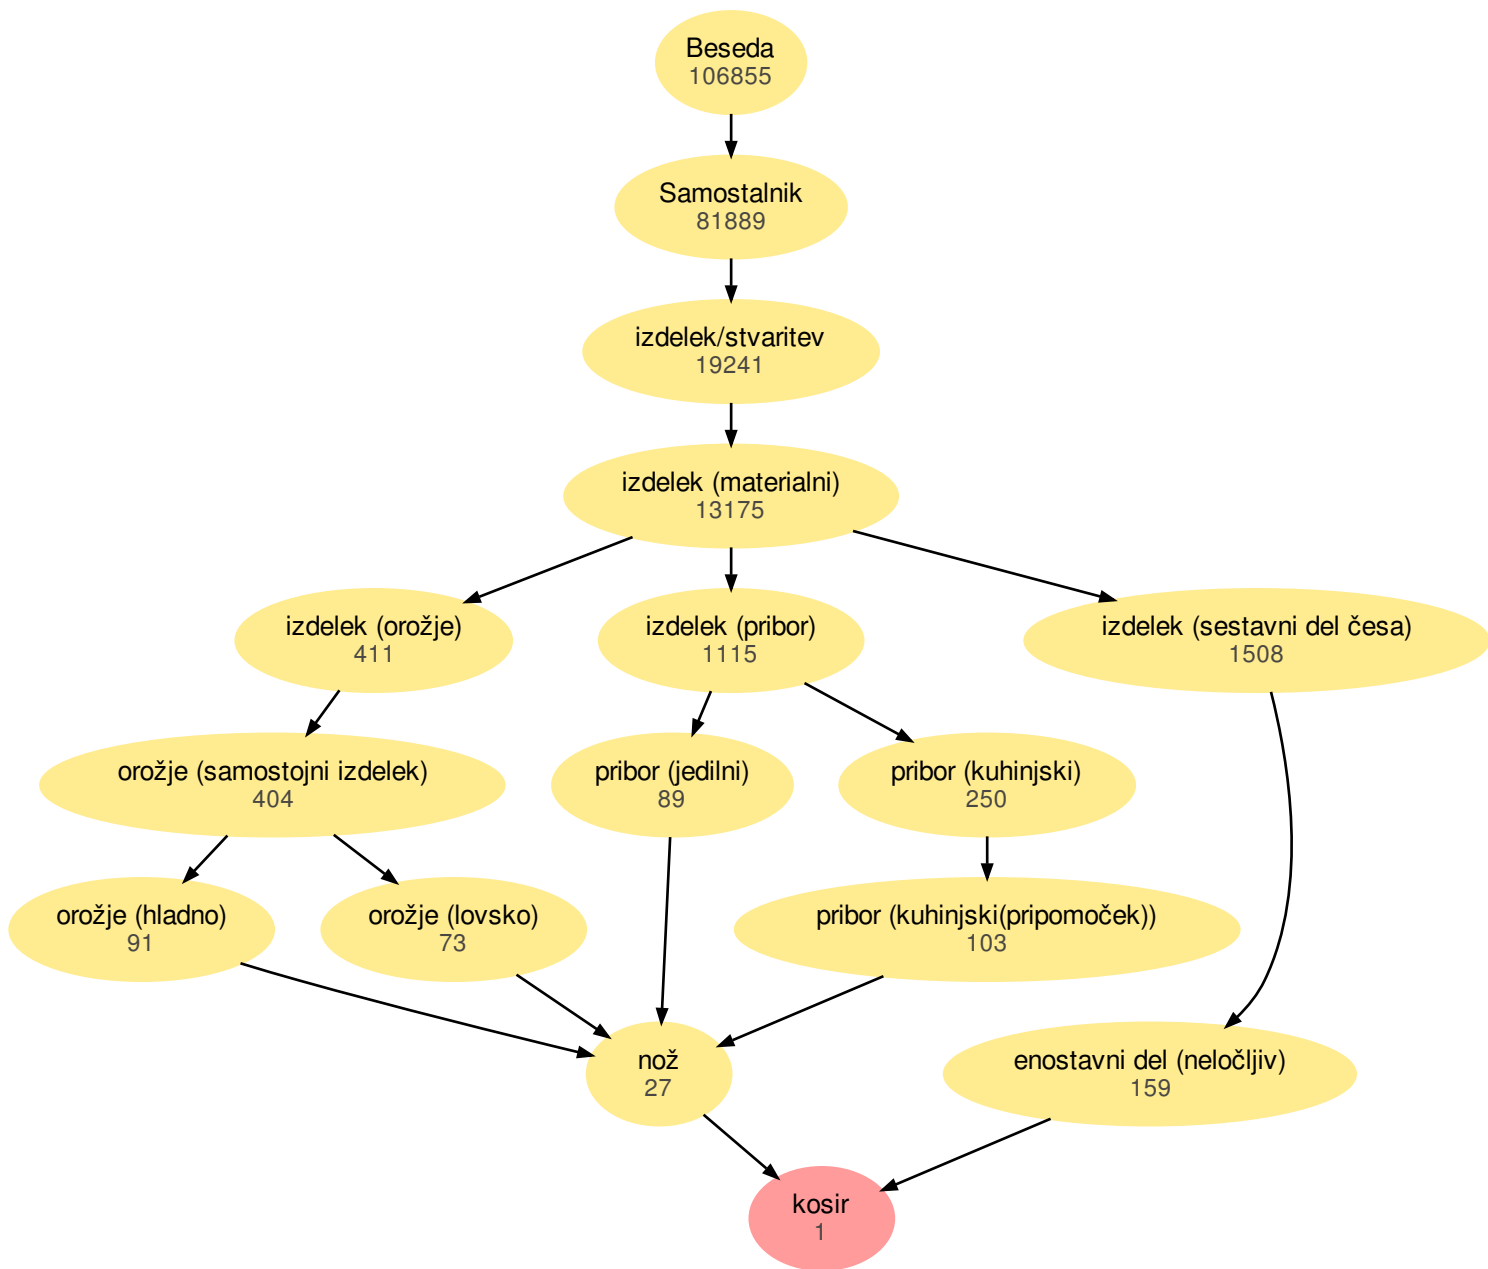 Beseda
106855
Samostalnik
81889
izdelek/stvaritev
19241
izdelek (materialni)
13175
izdelek (orožje)
411
izdelek (pribor)
1115
izdelek (sestavni del česa)
1508
orožje (samostojni izdelek)
404
pribor (jedilni)
89
pribor (kuhinjski)
250
orožje (hladno)
91
orožje (lovsko)
73
pribor (kuhinjski(pripomoček))
103
nož
27
enostavni del (neločljiv)
159
kosir
1